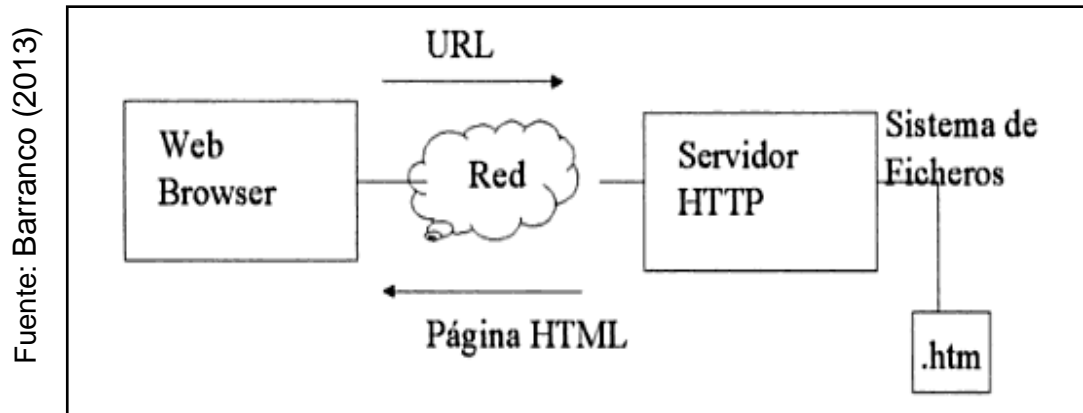 Fuente: Barranco (2013)
URL
Web
Browser
Red
Servidor
HTTP
Sistema de
Ficheros
Página HTML
.htm